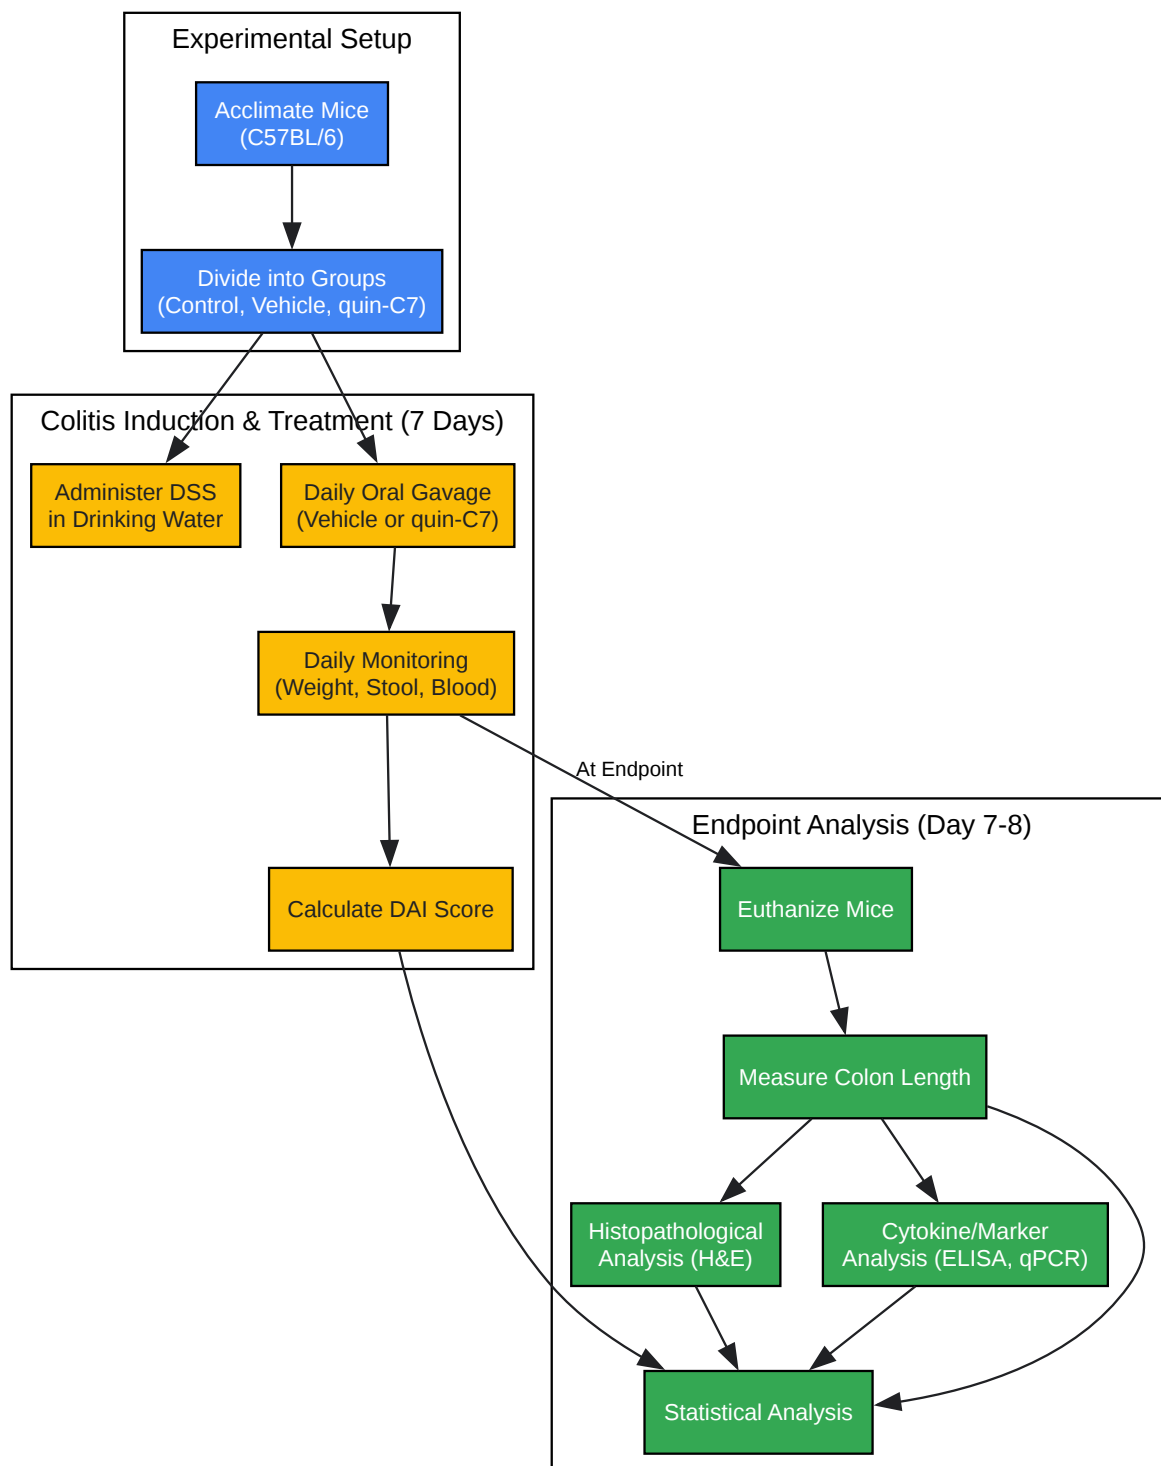 Experimental Setup
Acclimate Mice
(C57BL/6)
Divide into Groups
(Control, Vehicle, quin-C7)
Colitis Induction & Treatment (7 Days)
Administer DSS
in Drinking Water
Daily Oral Gavage
(Vehicle or quin-C7)
Daily Monitoring
(Weight, Stool, Blood)
At Endpoint
Calculate DAI Score
Endpoint Analysis (Day 7-8)
Euthanize Mice
Measure Colon Length
Histopathological
Analysis (H&E)
Cytokine/Marker
Analysis (ELISA, qPCR)
Statistical Analysis